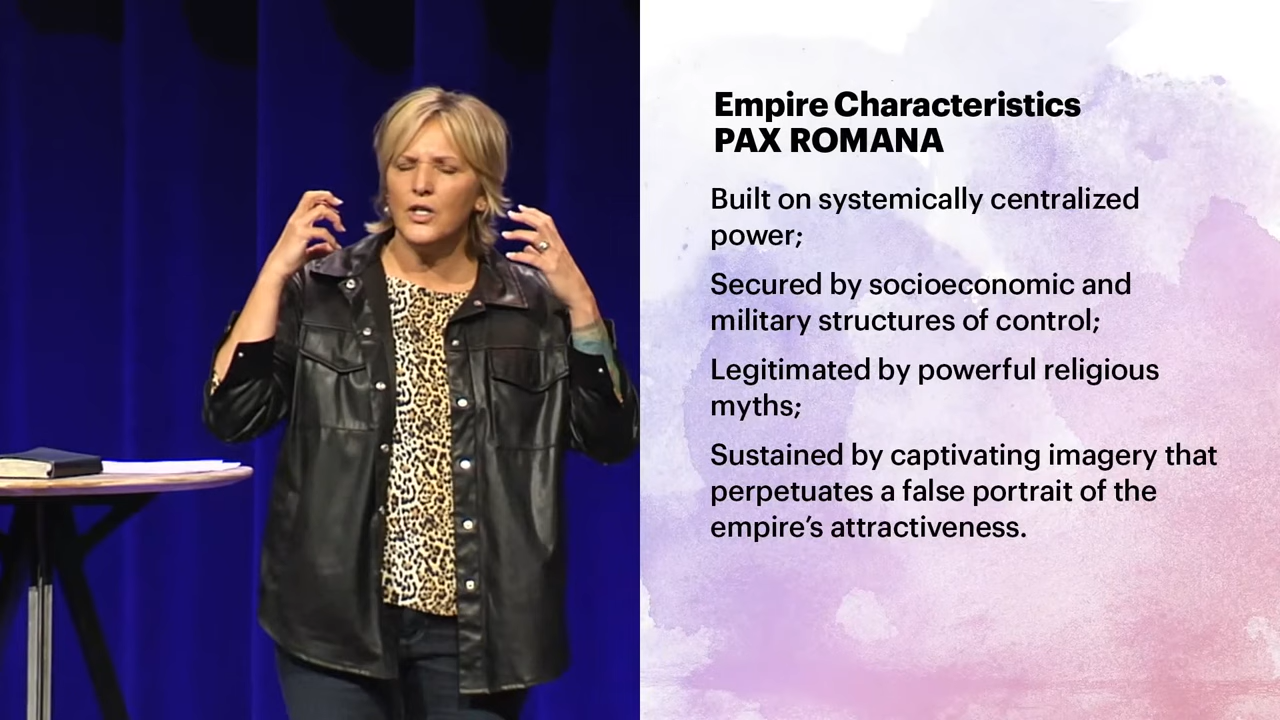 Empire Characteristics
PAX ROMANA
Built on systemically centralized
power;
Secured by socioeconomic and
military structures of control;
Legitimated by powerful religious
myths;
Sustained by captivating imagery that
perpetuates a false portrait of the
empire’s attractiveness.